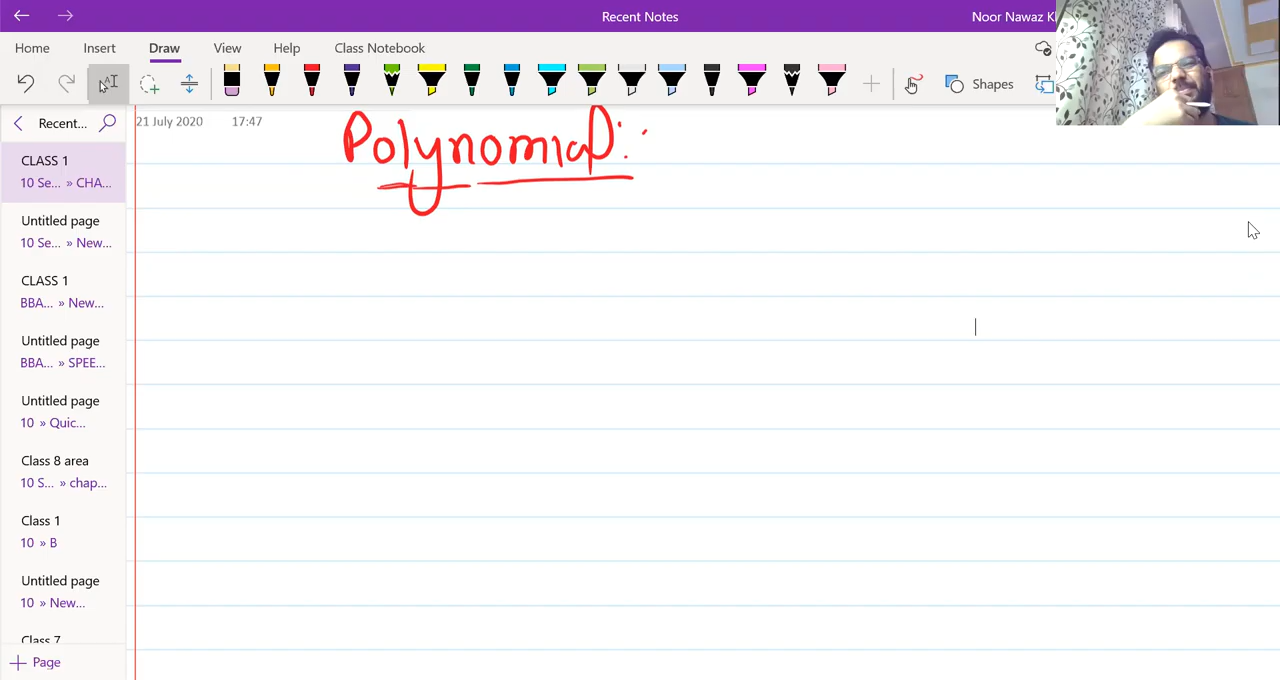 Recent Notes
Noor Nawaz Kh
Home Insert Draw View Help Class Notebook
Shapes
Recent...
21 July 2020 17:47
Polynomial:-
CLASS 1
10 Se... » CHA...
Untitled page
10 Se... » New...
CLASS 1
BBA... » New...
Untitled page
BBA... » SPEE...
Untitled page
10 » Quic...
Class 8 area
10 S... » chap...
Class 1
10 » B
Untitled page
10 » New...
Class 7
Page